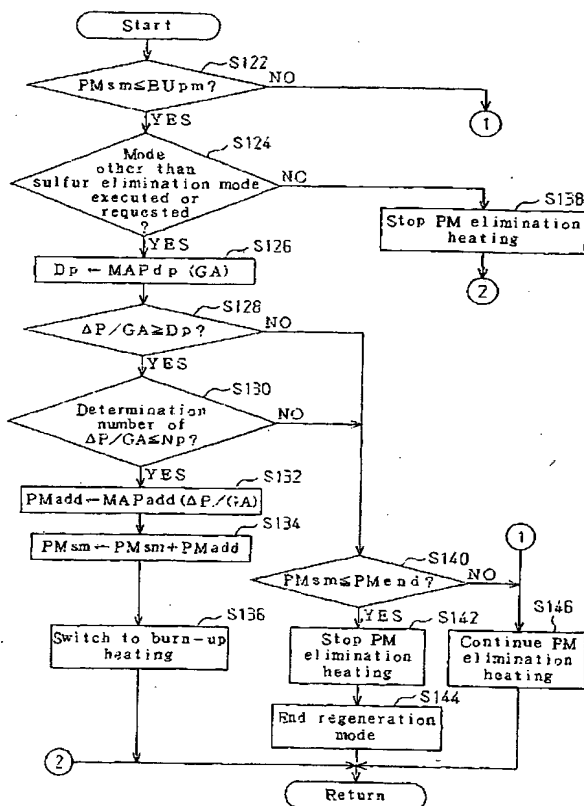 Start
S122
PMsm≤BUpm?
NO
1
YES
S124
Mode
other than
sulfur elimination mode
executed or
requested
?
NO
S138
Stop PM elimination
heating
2
YES
S126
Dp ← MAPdp (GA)
S128
ΔP/GA≥Dp?
NO
YES
S130
Determination
number of
ΔP/GA≤Np?
NO
YES
S132
PMadd←MAPadd(ΔP/GA)
S134
PMsm←PMsm+PMadd
1
S140
PMsm≤PMend?
NO
S136
Switch to burn-up
heating
YES
S142
Stop PM
elimination
heating
S146
Continue PM
elimination
heating
S144
End regeneration
mode
2
Return